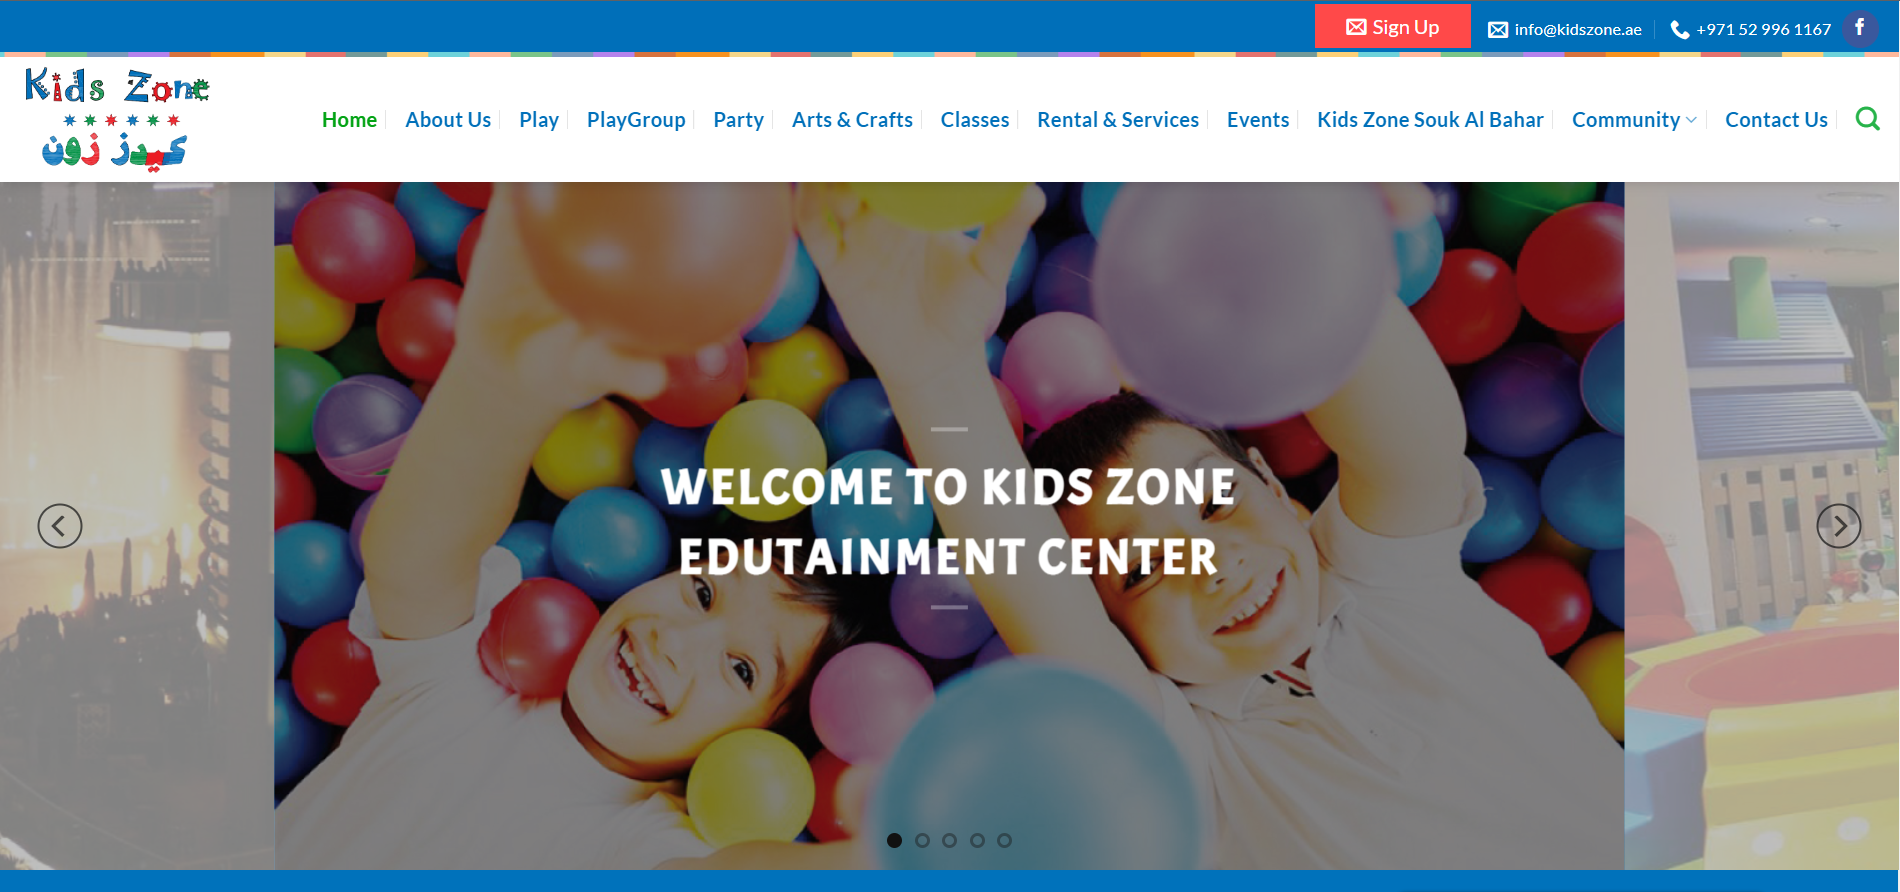 Sign Up
info@kidszone.ae
+971 52 996 1167
Kids Zone
كيدز زون
Home
About Us
Play
PlayGroup
Party
Arts & Crafts
Classes
Rental & Services
Events
Kids Zone Souk Al Bahar
Community
Contact Us
WELCOME TO KIDS ZONE
EDUTAINMENT CENTER